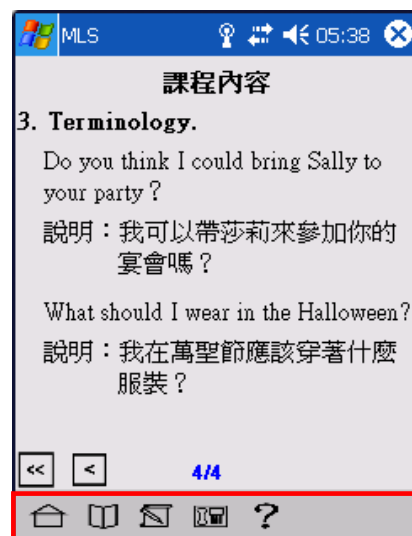 MLS 05:38
課程內容
3. Terminology.
Do you think I could bring Sally to
your party?
說明：我可以帶莎莉來參加你的
宴會嗎？
What should I wear in the Halloween?
說明：我在萬聖節應該穿著什麼
服裝？
<< < 4/4
?